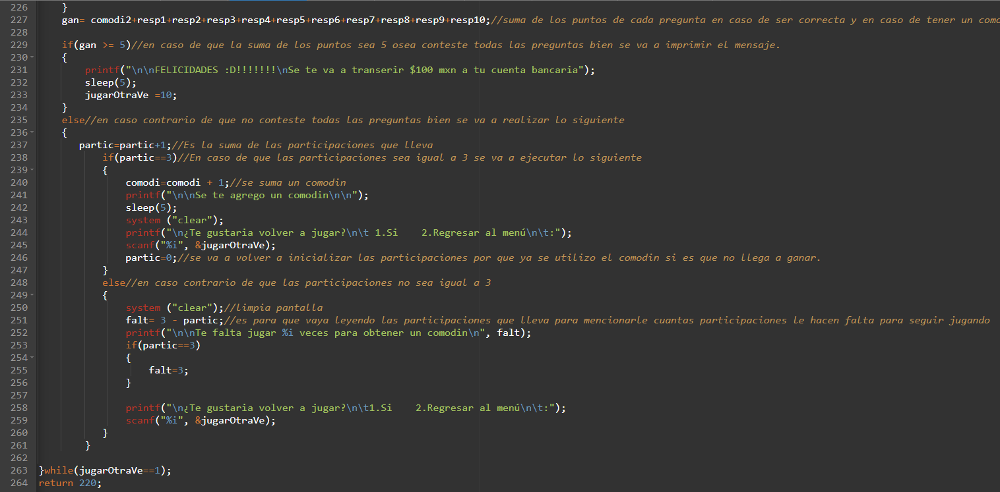 226 }
227 gan= comodi2+resp1+resp2+resp3+resp4+resp5+resp6+resp7+resp8+resp9+resp10;//suma de los puntos de cada pregunta en caso de ser correcta y en caso de tener un como
228
229 if(gan >= 5)//en caso de que la suma de los puntos sea 5 osea conteste todas las preguntas bien se va a imprimir el mensaje.
230 {
231 printf("\n\nFELICIDADES :D!!!!!!!\nSe te va a transerir $100 mxn a tu cuenta bancaria");
232 sleep(5);
233 jugarOtraVe =10;
234 }
235 else//en caso contrario de que no conteste todas las preguntas bien se va a realizar lo siguiente
236 {
237 partic=partic+1;//Es la suma de las participaciones que lleva
238 if(partic==3)//En caso de que las participaciones sea igual a 3 se va a ejecutar lo siguiente
239 {
240 comodi=comodi + 1;//se suma un comodin
241 printf("\n\nSe te agrego un comodin\n\n");
242 sleep(5);
243 system ("clear");
244 printf("\n¿Te gustaria volver a jugar?\n\t 1.Si    2.Regresar al menú\n\t:");
245 scanf("%i", &jugarOtraVe);
246 partic=0;//se va a volver a inicializar las participaciones por que ya se utilizo el comodin si es que no llega a ganar.
247 }
248 else//en caso contrario de que las participaciones no sea igual a 3
249 {
250 system ("clear");//limpia pantalla
251 falt= 3 - partic;//es para que vaya leyendo las participaciones que lleva para mencionarle cuantas participaciones le hacen falta para seguir jugando
252 printf("\n\nTe falta jugar %i veces para obtener un comodin\n", falt);
253 if(partic==3)
254 {
255 falt=3;
256 }
257
258 printf("\n¿Te gustaria volver a jugar?\n\t1.Si    2.Regresar al menú\n\t:");
259 scanf("%i", &jugarOtraVe);
260 }
261 }
262
263 }while(jugarOtraVe==1);
264 return 220;